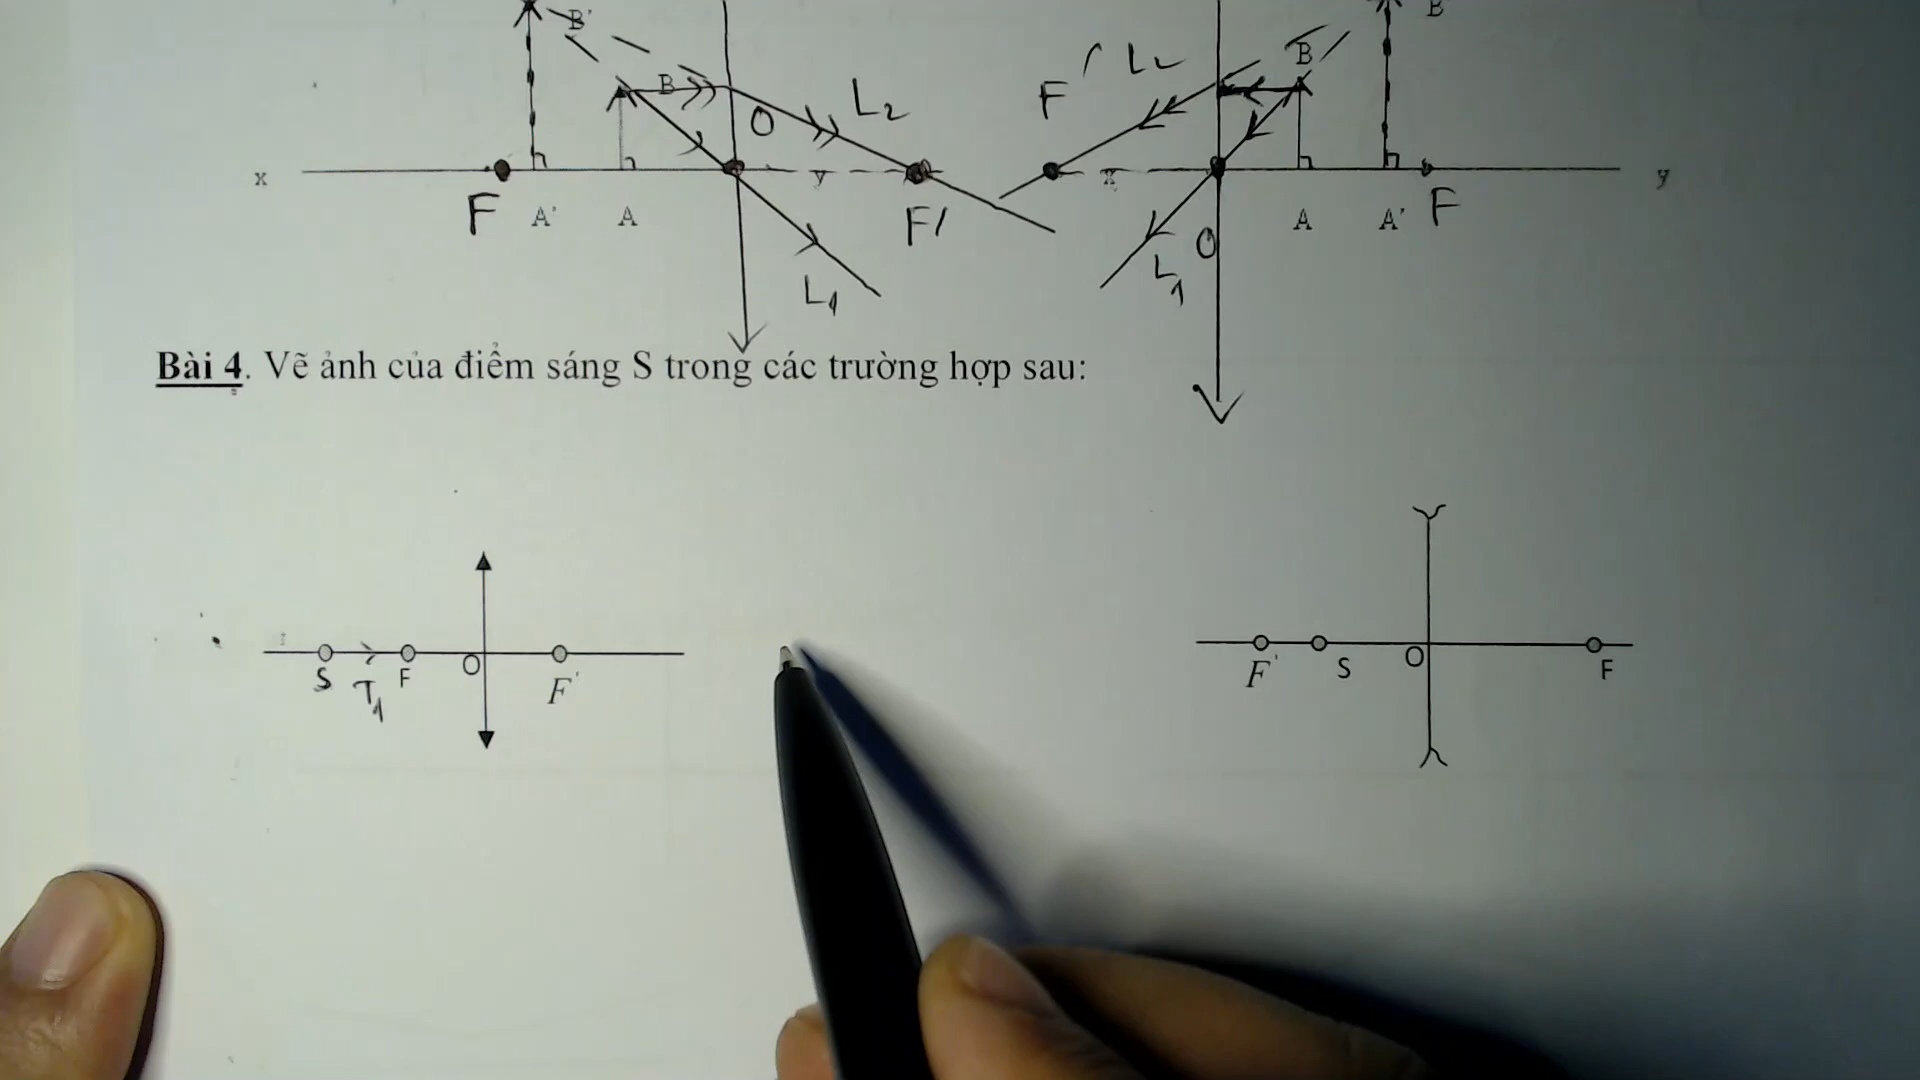 B' B'
B L2 F ' L2 B
O
x y x y
F A' A F' A A' F
O
L1 L1
Bài 4. Vẽ ảnh của điểm sáng S trong các trường hợp sau:
S T1 F O F' F' S O F